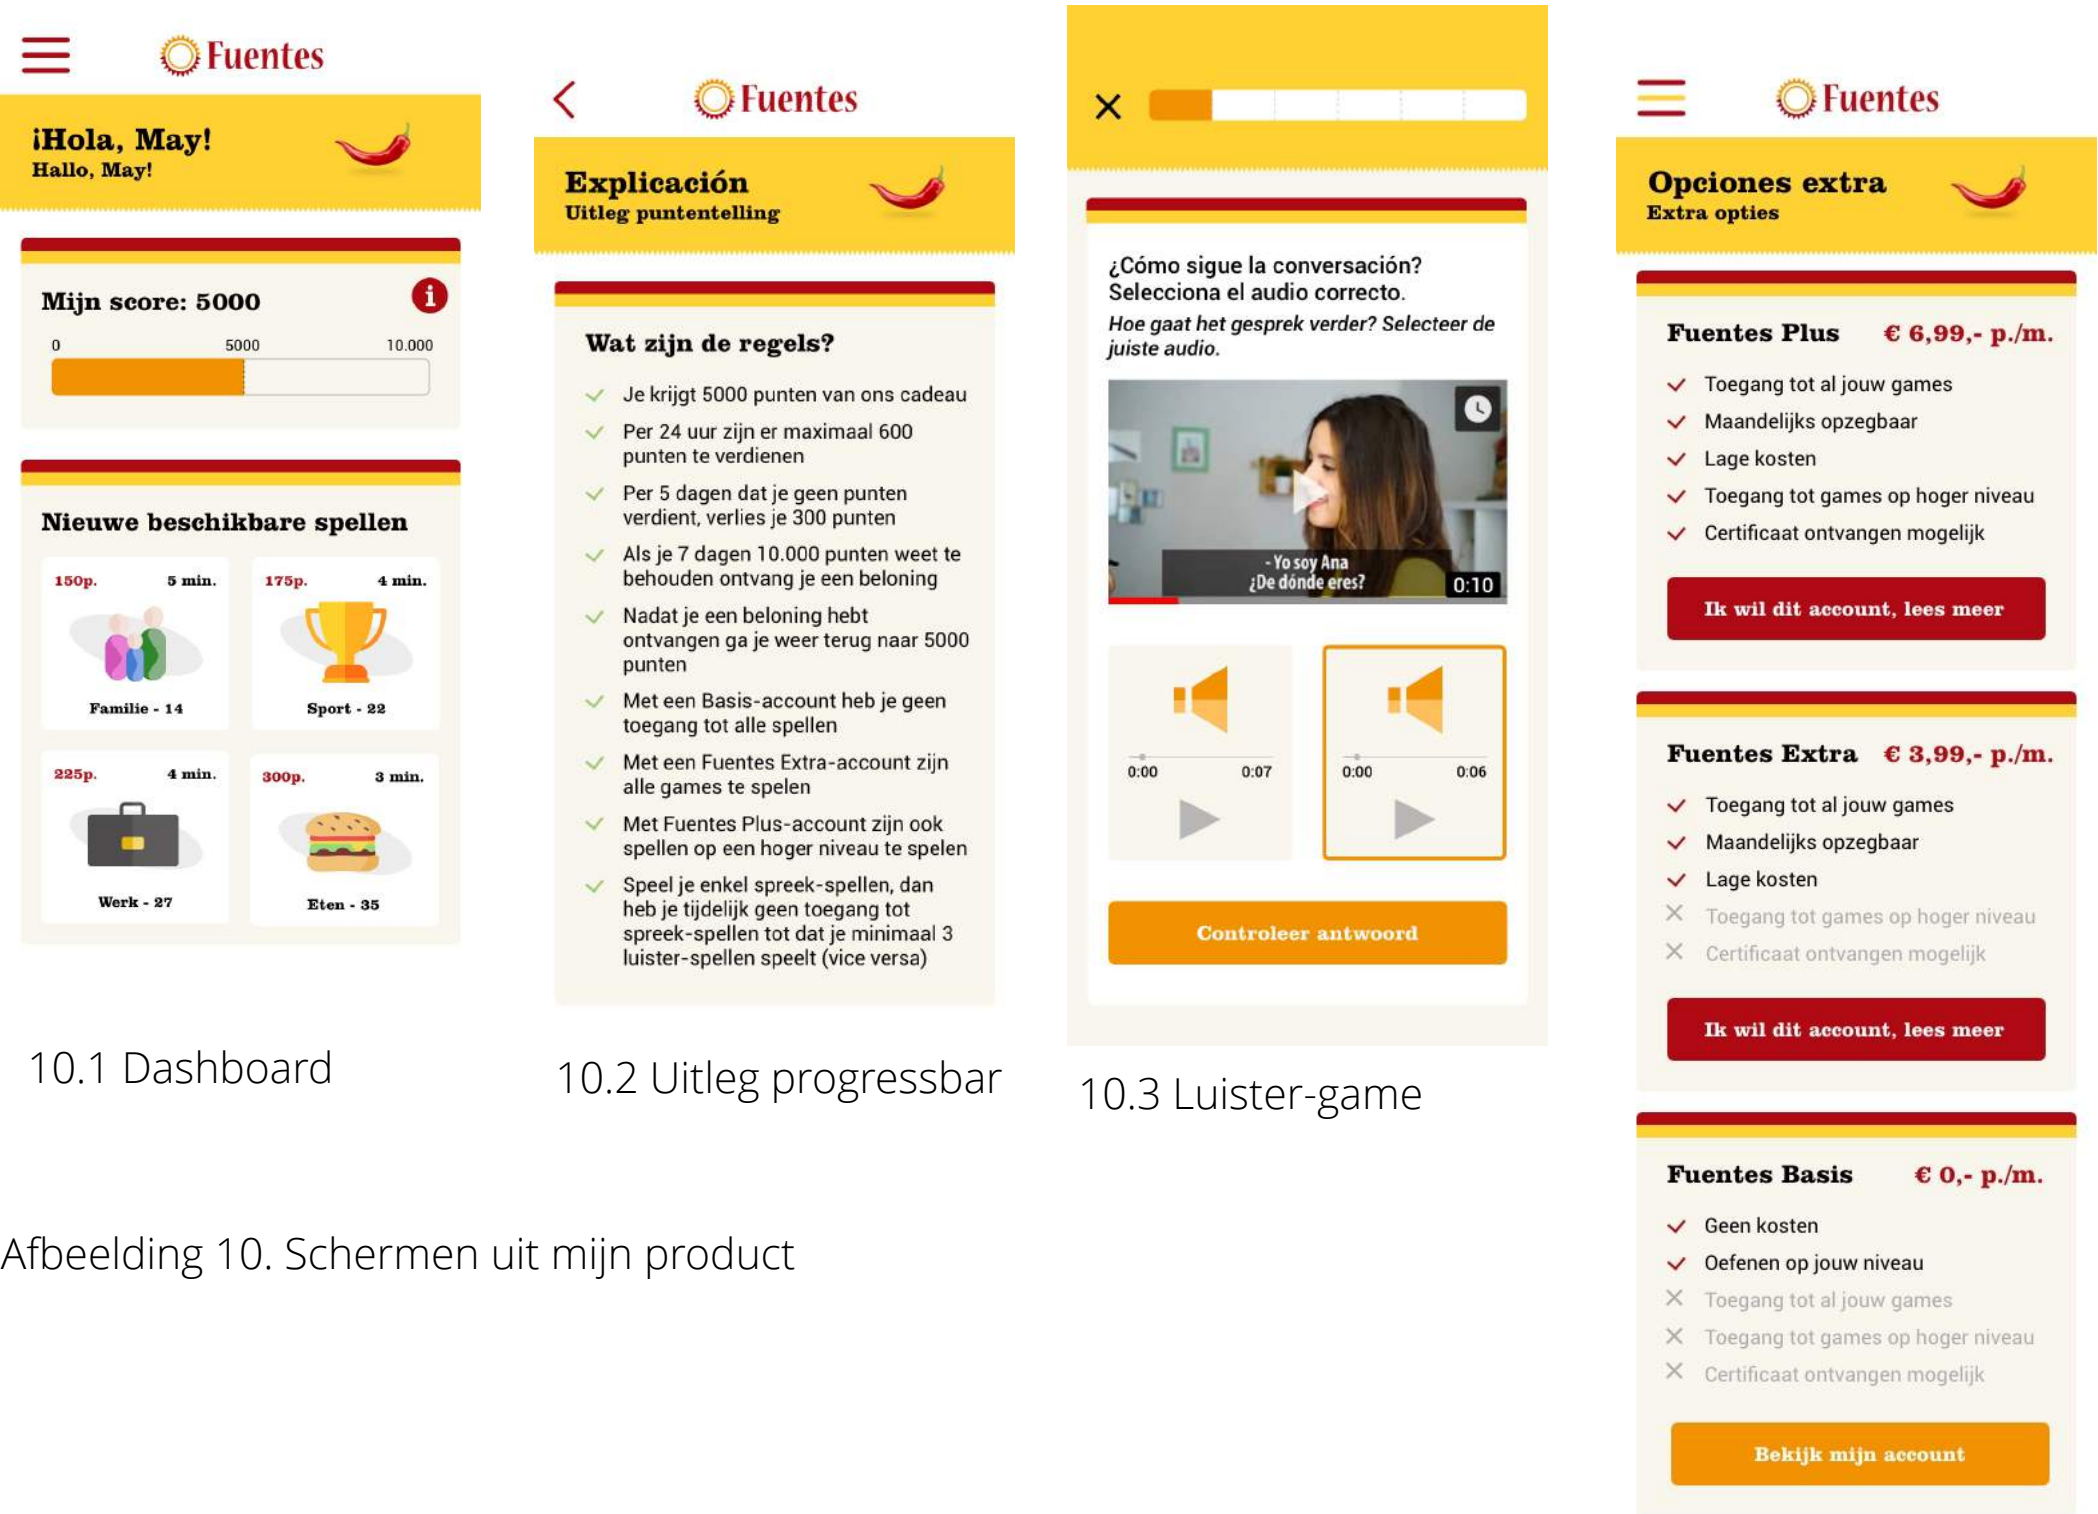 Fuentes
¡Hola, May!
Hallo, May!
Mijn score: 5000
i
0 5000 10.000
Nieuwe beschikbare spellen
150p. 5 min.
Familie - 14
175p. 4 min.
Sport - 22
225p. 4 min.
Werk - 27
300p. 3 min.
Eten - 35
10.1 Dashboard
Fuentes
Explicación
Uitleg puntentelling
Wat zijn de regels?
Je krijgt 5000 punten van ons cadeau
Per 24 uur zijn er maximaal 600
punten te verdienen
Per 5 dagen dat je geen punten
verdient, verlies je 300 punten
Als je 7 dagen 10.000 punten weet te
behouden ontvang je een beloning
Nadat je een beloning hebt
ontvangen ga je weer terug naar 5000
punten
Met een Basis-account heb je geen
toegang tot alle spellen
Met een Fuentes Extra-account zijn
alle games te spelen
Met Fuentes Plus-account zijn ook
spellen op een hoger niveau te spelen
Speel je enkel spreek-spellen, dan
heb je tijdelijk geen toegang tot
spreek-spellen tot dat je minimaal 3
luister-spellen speelt (vice versa)
10.2 Uitleg progressbar
¿Cómo sigue la conversación?
Selecciona el audio correcto.
Hoe gaat het gesprek verder? Selecteer de
juiste audio.
- Yo soy Ana
¿De dónde eres?
0:10
0:00 0:07
0:00 0:06
Controleer antwoord
10.3 Luister-game
Fuentes
Opciones extra
Extra opties
Fuentes Plus € 6,99,- p./m.
Toegang tot al jouw games
Maandelijks opzegbaar
Lage kosten
Toegang tot games op hoger niveau
Certificaat ontvangen mogelijk
Ik wil dit account, lees meer
Fuentes Extra € 3,99,- p./m.
Toegang tot al jouw games
Maandelijks opzegbaar
Lage kosten
Toegang tot games op hoger niveau
Certificaat ontvangen mogelijk
Ik wil dit account, lees meer
Fuentes Basis € 0,- p./m.
Geen kosten
Oefenen op jouw niveau
Toegang tot al jouw games
Toegang tot games op hoger niveau
Certificaat ontvangen mogelijk
Bekijk mijn account
Afbeelding 10. Schermen uit mijn product